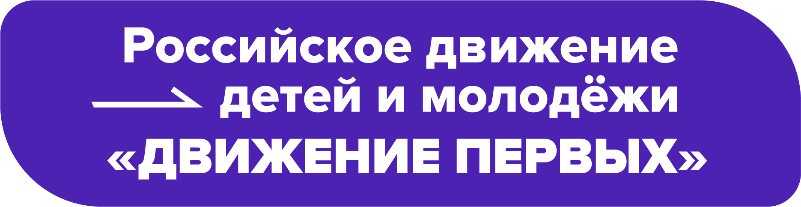 Российское движение
детей и молодёжи
«ДВИЖЕНИЕ ПЕРВЫХ»